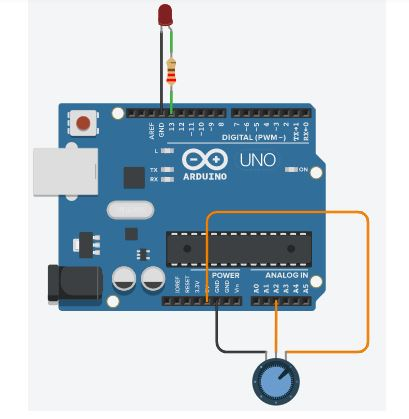 AREF
GND
13
12
~11
~10
~9
8
7
~6
~5
4
~3
2
TX→1
RX←0
DIGITAL (PWM~)
L
TX
RX
UNO
ARDUINO
ON
POWER
ANALOG IN
IOREF
RESET
3.3V
GND
GND
Vin
A0
A1
A2
A3
A4
A5